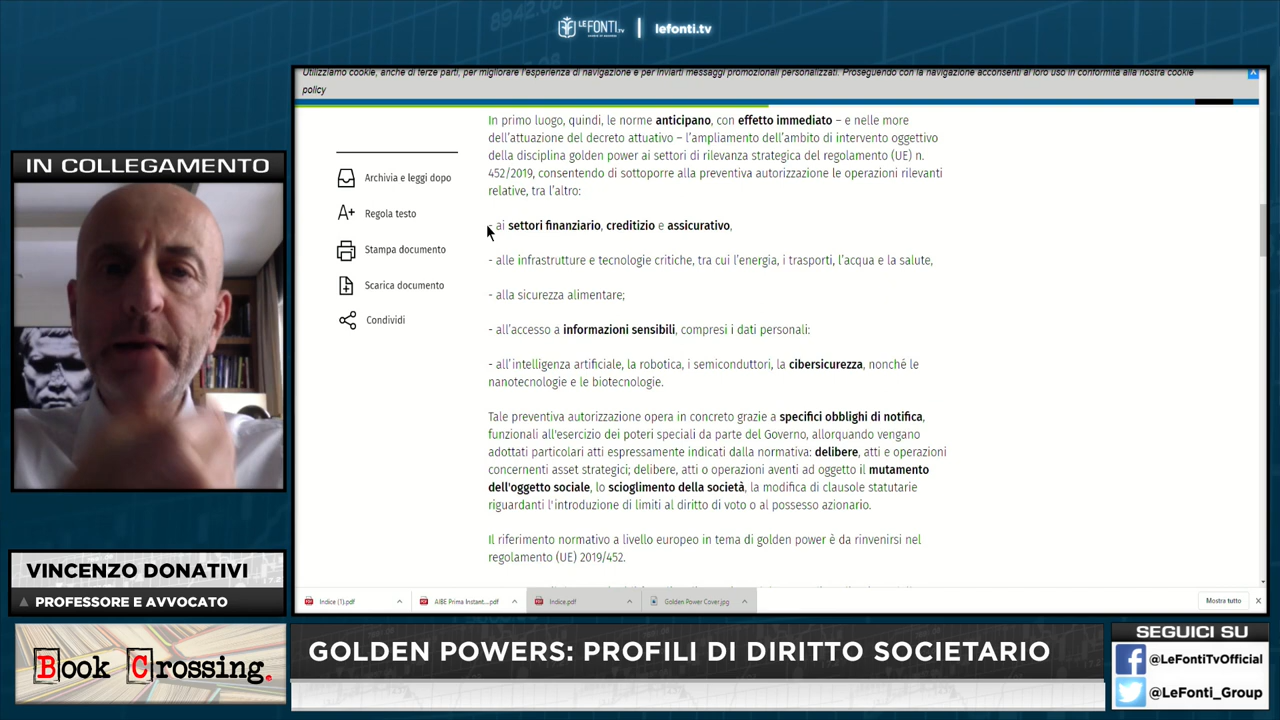 LE FONTI.TV
lefonti.tv
Utilizziamo cookie, anche di terze parti, per migliorare l'esperienza di navigazione e per inviarti messaggi promozionali personalizzati. Proseguendo con la navigazione acconsenti al loro uso in conformità alla nostra cookie
policy
x
IN COLLEGAMENTO
Archivia e leggi dopo
Regola testo
Stampa documento
Scarica documento
Condividi
In primo luogo, quindi, le norme anticipano, con effetto immediato – e nelle more
dell'attuazione del decreto attuativo – l'ampliamento dell'ambito di intervento oggettivo
della disciplina golden power ai settori di rilevanza strategica del regolamento (UE) n.
452/2019, consentendo di sottoporre alla preventiva autorizzazione le operazioni rilevanti
relative, tra l'altro:
- ai settori finanziario, creditizio e assicurativo,
- alle infrastrutture e tecnologie critiche, tra cui l'energia, i trasporti, l'acqua e la salute,
- alla sicurezza alimentare;
- all'accesso a informazioni sensibili, compresi i dati personali:
- all'intelligenza artificiale, la robotica, i semiconduttori, la cibersicurezza, nonché le
nanotecnologie e le biotecnologie.
Tale preventiva autorizzazione opera in concreto grazie a specifici obblighi di notifica,
funzionali all'esercizio dei poteri speciali da parte del Governo, allorquando vengano
adottati particolari atti espressamente indicati dalla normativa: delibere, atti e operazioni
concernenti asset strategici; delibere, atti o operazioni aventi ad oggetto il mutamento
dell'oggetto sociale, lo scioglimento della società, la modifica di clausole statutarie
riguardanti l'introduzione di limiti al diritto di voto o al possesso azionario.
Il riferimento normativo a livello europeo in tema di golden power è da rinvenirsi nel
regolamento (UE) 2019/452.
Indice (1).pdf
AIBE Prima Instant....pdf
Indice.pdf
Golden Power Cover.jpg
Mostra tutto
VINCENZO DONATIVI
PROFESSORE E AVVOCATO
Book Crossing.
GOLDEN POWERS: PROFILI DI DIRITTO SOCIETARIO
SEGUICI SU
@LeFontiTvOfficial
@LeFonti_Group